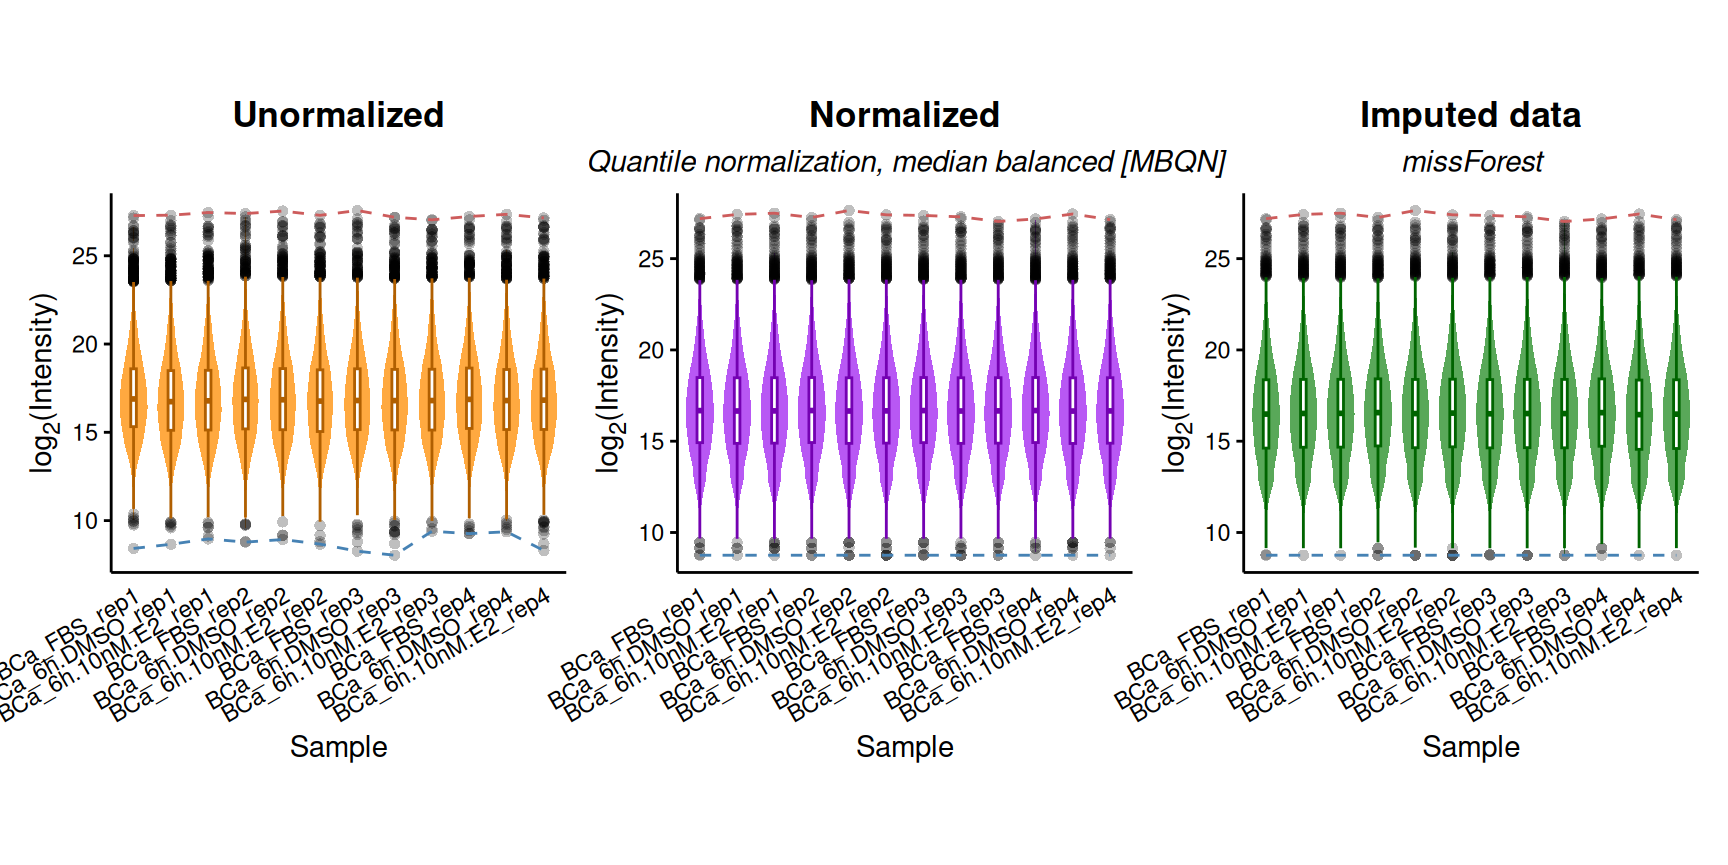 Unormalized
Normalized
Imputed data
Quantile normalization, median balanced [MBQN]
missForest
log2(Intensity)
25
20
15
10
BCa_FBS_rep1
BCa_6h.DMSO_rep1
BCa_6h.10nM.E2_rep1
BCa_FBS_rep2
BCa_6h.DMSO_rep2
BCa_6h.10nM.E2_rep2
BCa_FBS_rep3
BCa_6h.DMSO_rep3
BCa_6h.10nM.E2_rep3
BCa_FBS_rep4
BCa_6h.DMSO_rep4
BCa_6h.10nM.E2_rep4
Sample
log2(Intensity)
25
20
15
10
BCa_FBS_rep1
BCa_6h.DMSO_rep1
BCa_6h.10nM.E2_rep1
BCa_FBS_rep2
BCa_6h.DMSO_rep2
BCa_6h.10nM.E2_rep2
BCa_FBS_rep3
BCa_6h.DMSO_rep3
BCa_6h.10nM.E2_rep3
BCa_FBS_rep4
BCa_6h.DMSO_rep4
BCa_6h.10nM.E2_rep4
Sample
log2(Intensity)
25
20
15
10
BCa_FBS_rep1
BCa_6h.DMSO_rep1
BCa_6h.10nM.E2_rep1
BCa_FBS_rep2
BCa_6h.DMSO_rep2
BCa_6h.10nM.E2_rep2
BCa_FBS_rep3
BCa_6h.DMSO_rep3
BCa_6h.10nM.E2_rep3
BCa_FBS_rep4
BCa_6h.DMSO_rep4
BCa_6h.10nM.E2_rep4
Sample